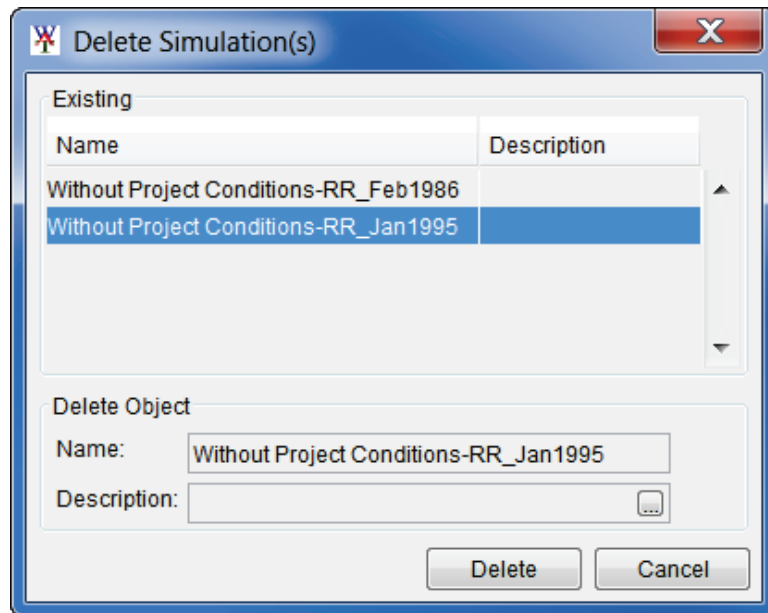 Delete Simulation(s)
Existing
Name Description
Without Project Conditions-RR_Feb1986
Without Project Conditions-RR_Jan1995
Delete Object
Name: Without Project Conditions-RR_Jan1995
Description: ...
Delete Cancel